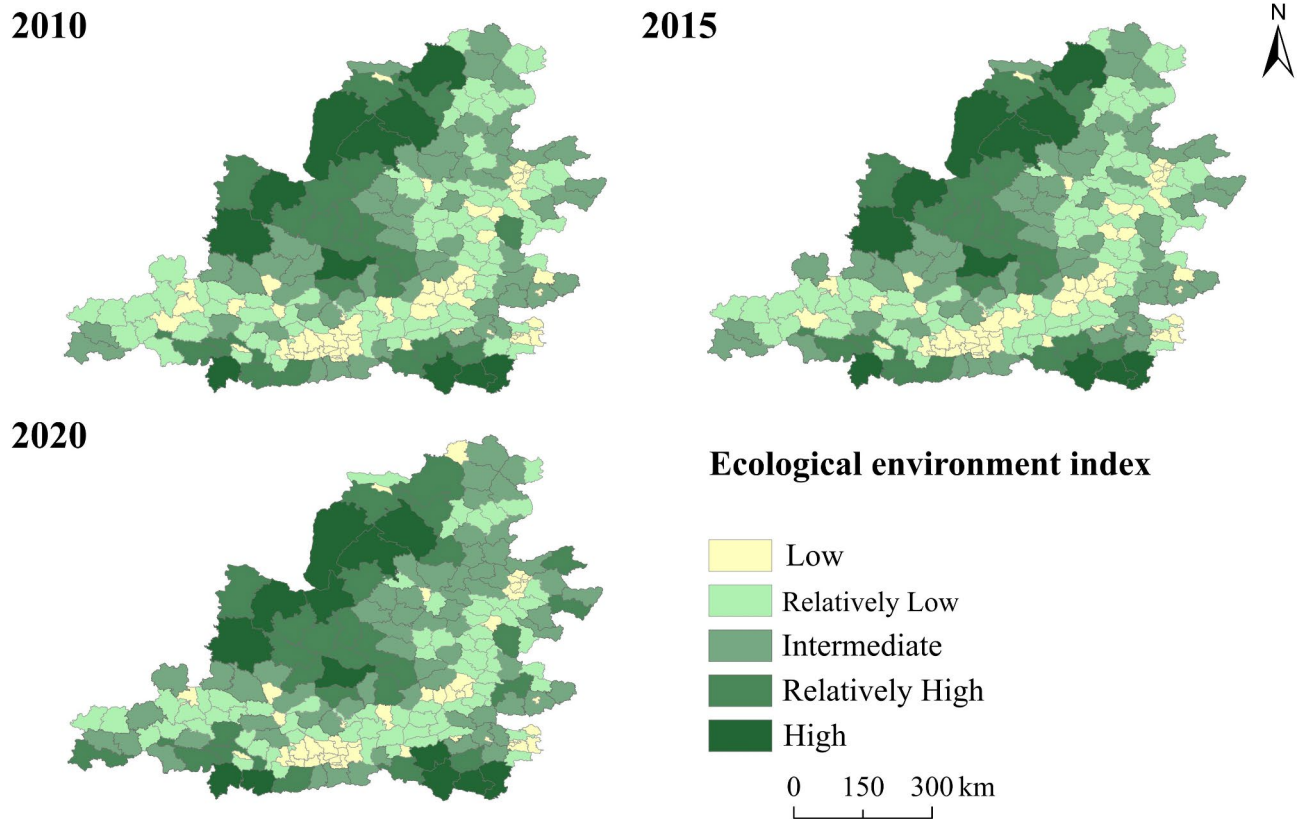 2010
2015
N
2020
Ecological environment index
Low
Relatively Low
Intermediate
Relatively High
High
0 150 300 km